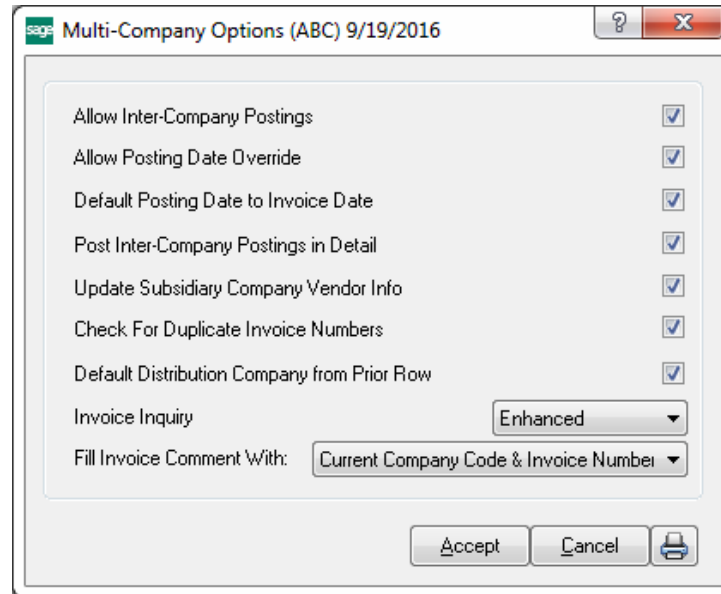 sage Multi-Company Options (ABC) 9/19/2016 ? X
Allow Inter-Company Postings
Allow Posting Date Override
Default Posting Date to Invoice Date
Post Inter-Company Postings in Detail
Update Subsidiary Company Vendor Info
Check For Duplicate Invoice Numbers
Default Distribution Company from Prior Row
Invoice Inquiry Enhanced
Fill Invoice Comment With: Current Company Code & Invoice Number
Accept Cancel